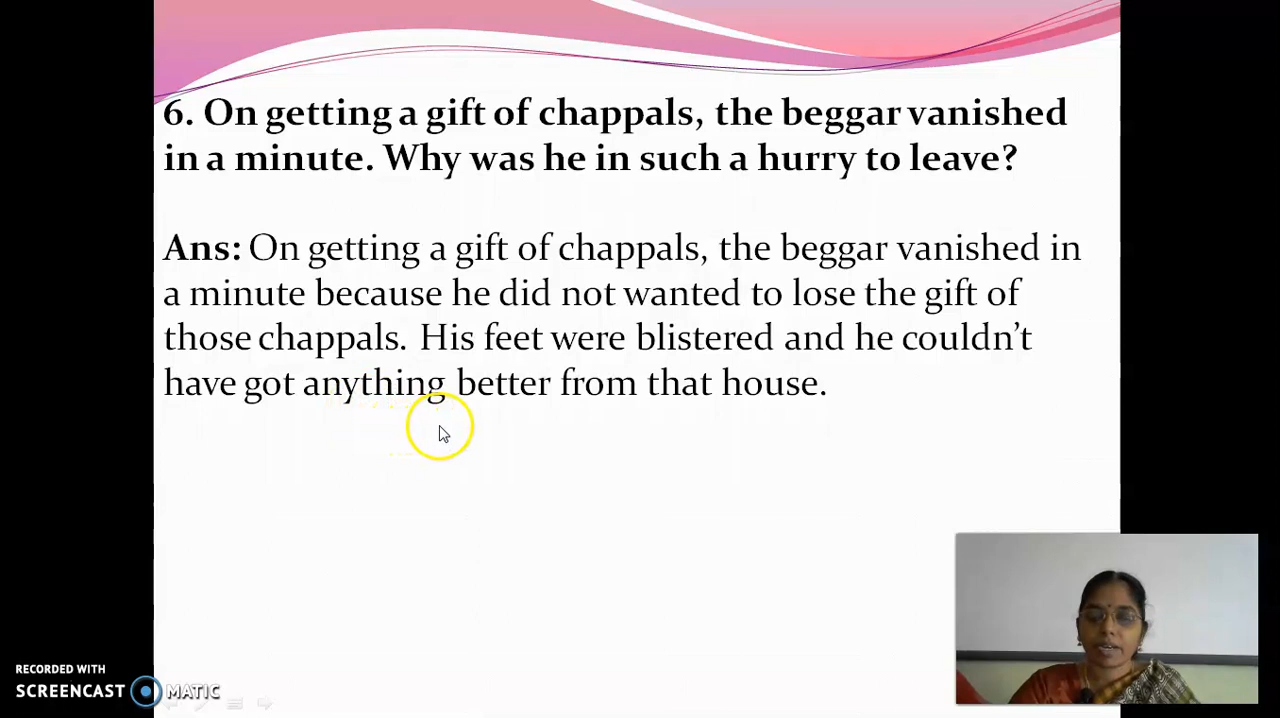 6. On getting a gift of chappals, the beggar vanished
in a minute. Why was he in such a hurry to leave?
Ans: On getting a gift of chappals, the beggar vanished in
a minute because he did not wanted to lose the gift of
those chappals. His feet were blistered and he couldn’t
have got anything better from that house.
RECORDED WITH
SCREENCAST MATIC